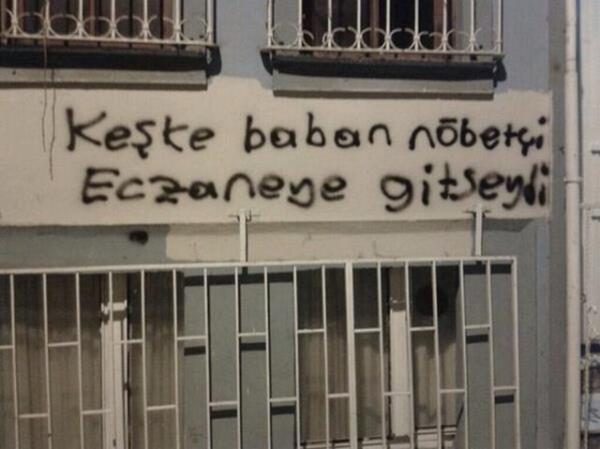 Keşke baban nöbetçi
Eczaneye gitseydi